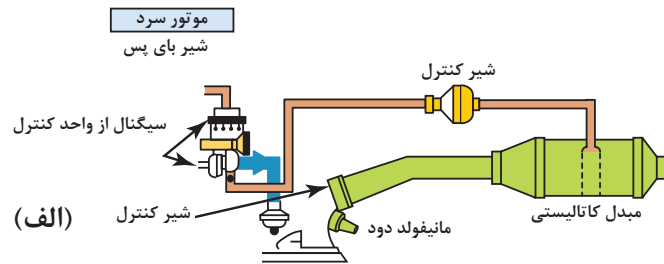 موتور سرد
شیر بای پس
شیر کنترل
سیگنال از واحد کنترل
شیر کنترل
مانیفولد دود
مبدل کاتالیستی
(الف)